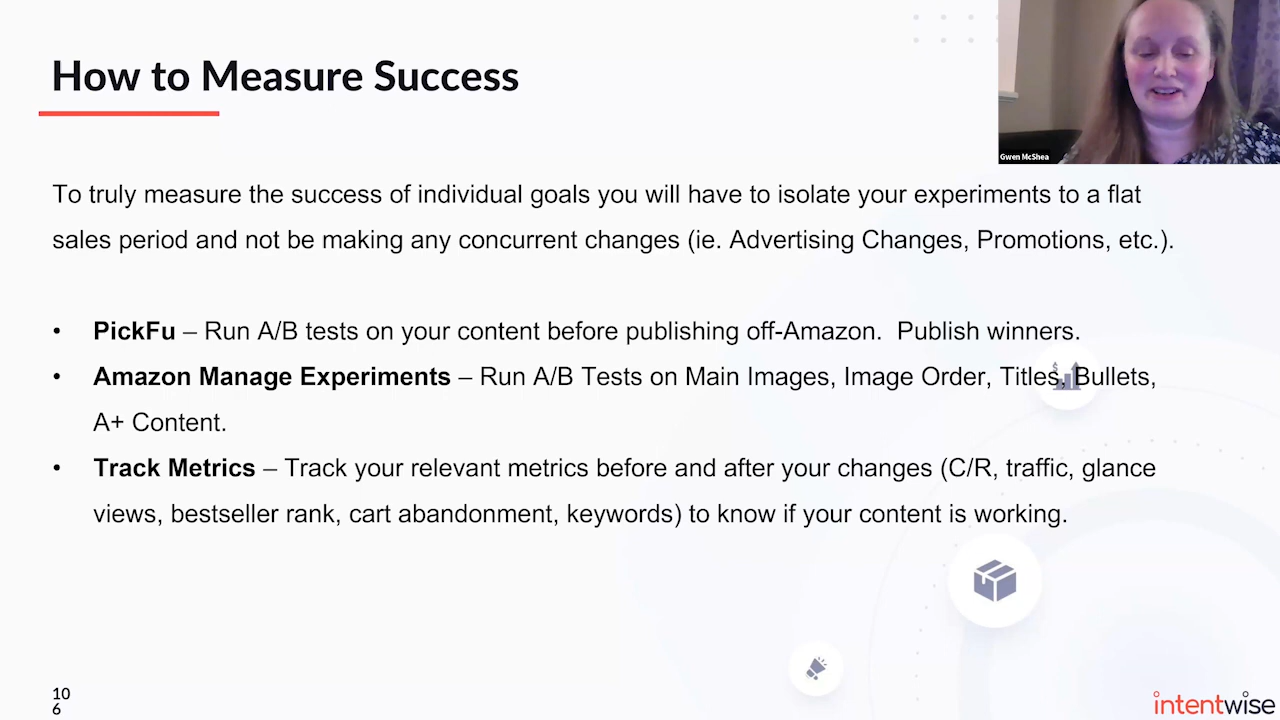 How to Measure Success
Gwen McShea
To truly measure the success of individual goals you will have to isolate your experiments to a flat
sales period and not be making any concurrent changes (ie. Advertising Changes, Promotions, etc.).
• PickFu – Run A/B tests on your content before publishing off-Amazon.  Publish winners.
• Amazon Manage Experiments – Run A/B Tests on Main Images, Image Order, Titles, Bullets,
A+ Content.
• Track Metrics – Track your relevant metrics before and after your changes (C/R, traffic, glance
views, bestseller rank, cart abandonment, keywords) to know if your content is working.
10
6
intentwise